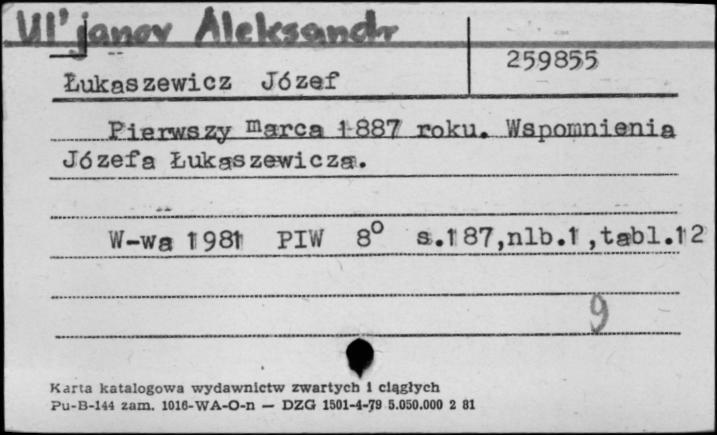 Ul'janov Aleksandr
259855
Łukaszewicz Józef
Pierwszy marca 1887 roku. Wspomnienia
Józefa Łukaszewicza.
W-wa 1981 PIW 8° s.187,nlb.1,tabl.12
9
Karta katalogowa wydawnictw zwartych i ciągłych
Pu-B-144 zam. 1016-WA-O-n — DZG 1501-4-79 5.050.000 2 81